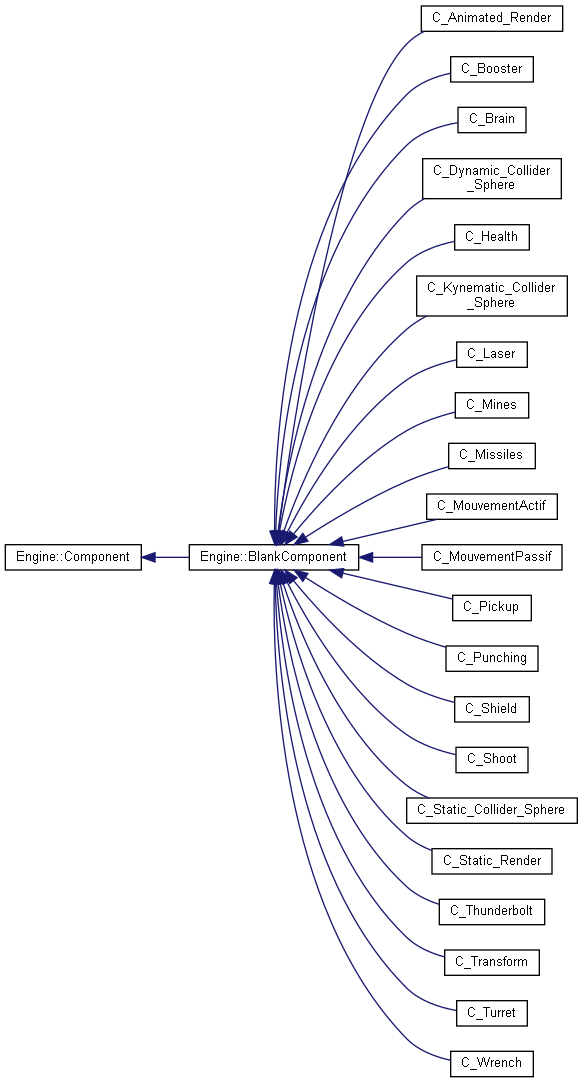 C_Animated_Render
C_Booster
C_Brain
C_Dynamic_Collider
_Sphere
C_Health
C_Kynematic_Collider
_Sphere
C_Laser
C_Mines
C_Missiles
C_MouvementActif
Engine::Component
Engine::BlankComponent
C_MouvementPassif
C_Pickup
C_Punching
C_Shield
C_Shoot
C_Static_Collider_Sphere
C_Static_Render
C_Thunderbolt
C_Transform
C_Turret
C_Wrench